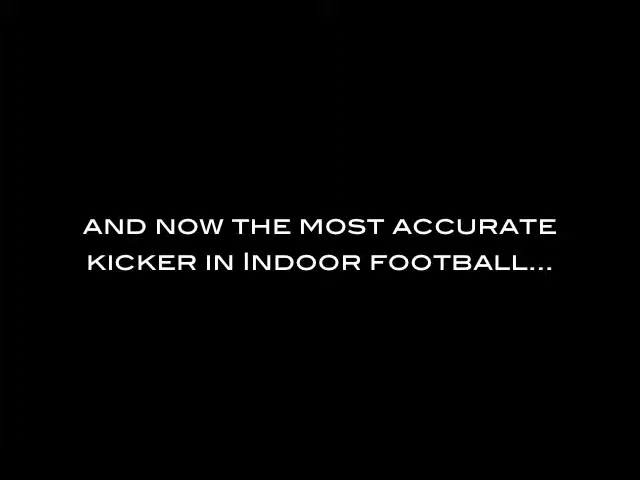 AND NOW THE MOST ACCURATE
KICKER IN INDOOR FOOTBALL...